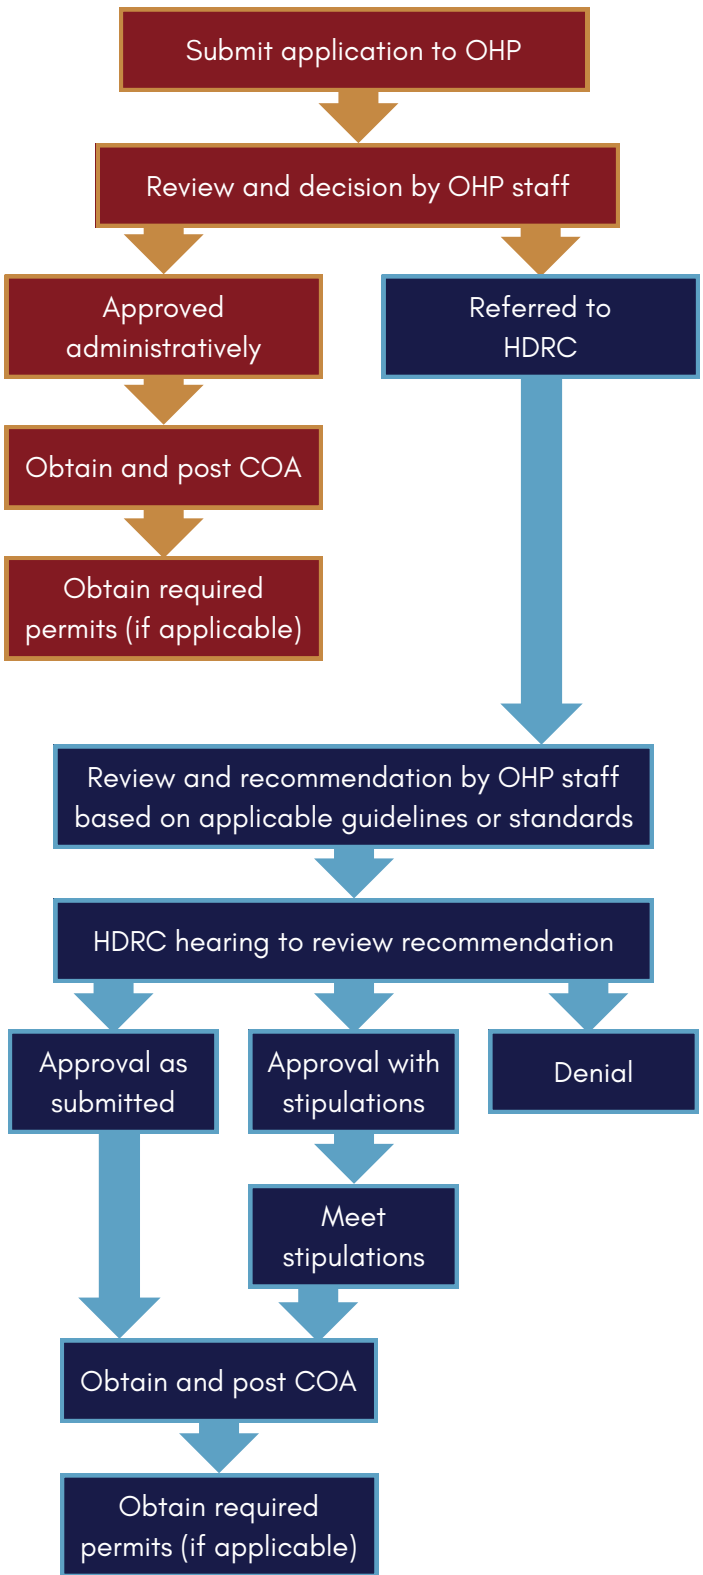 Submit application to OHP
Review and decision by OHP staff
Approved
administratively
Referred to
HDRC
Obtain and post COA
Obtain required
permits (if applicable)
Review and recommendation by OHP staff
based on applicable guidelines or standards
HDRC hearing to review recommendation
Approval as
submitted
Approval with
stipulations
Denial
Meet
stipulations
Obtain and post COA
Obtain required
permits (if applicable)